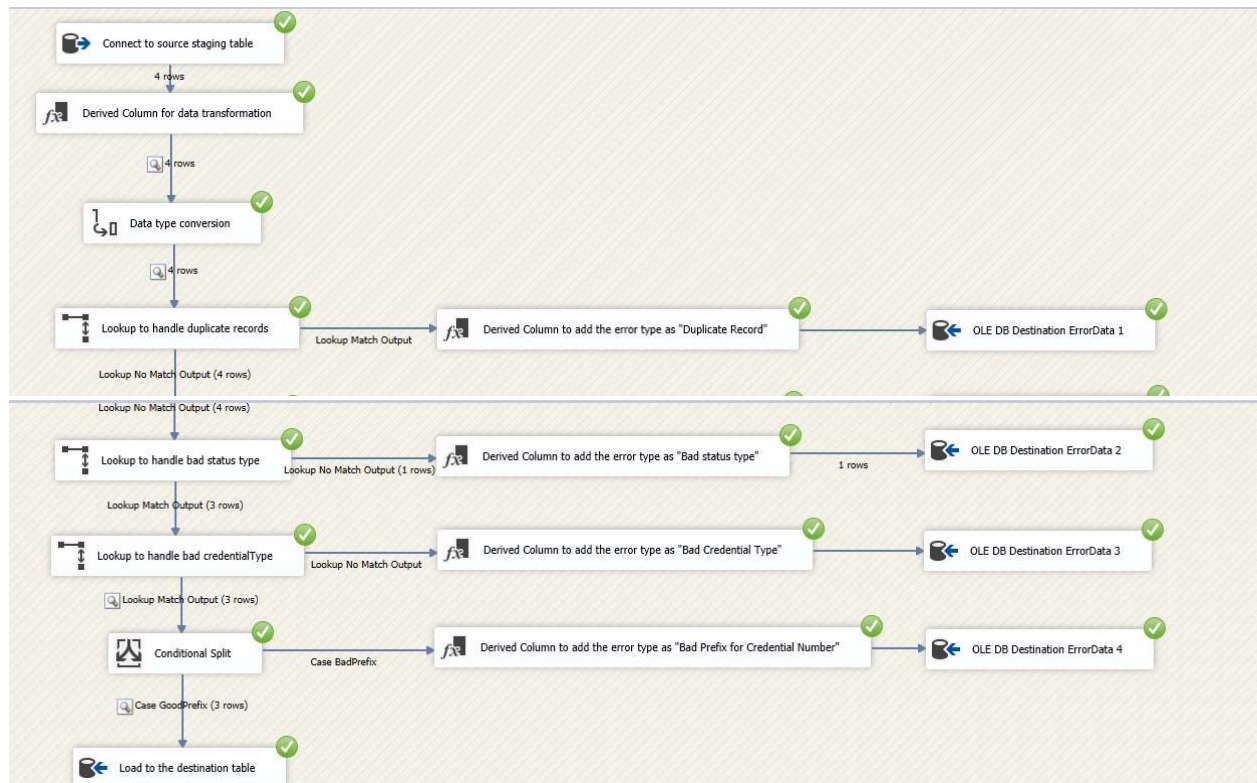 Connect to source staging table
4 rows
fx Derived Column for data transformation
4 rows
Data type conversion
4 rows
Lookup to handle duplicate records
Lookup Match Output
fx Derived Column to add the error type as "Duplicate Record"
OLE DB Destination ErrorData 1
Lookup No Match Output (4 rows)
Lookup No Match Output (4 rows)
Lookup to handle bad status type
Lookup No Match Output (1 rows)
fx Derived Column to add the error type as "Bad status type"
1 rows
OLE DB Destination ErrorData 2
Lookup Match Output (3 rows)
Lookup to handle bad credentialType
Lookup No Match Output
fx Derived Column to add the error type as "Bad Credential Type"
OLE DB Destination ErrorData 3
Lookup Match Output (3 rows)
Conditional Split
Case BadPrefix
fx Derived Column to add the error type as "Bad Prefix for Credential Number"
OLE DB Destination ErrorData 4
Case GoodPrefix (3 rows)
Load to the destination table